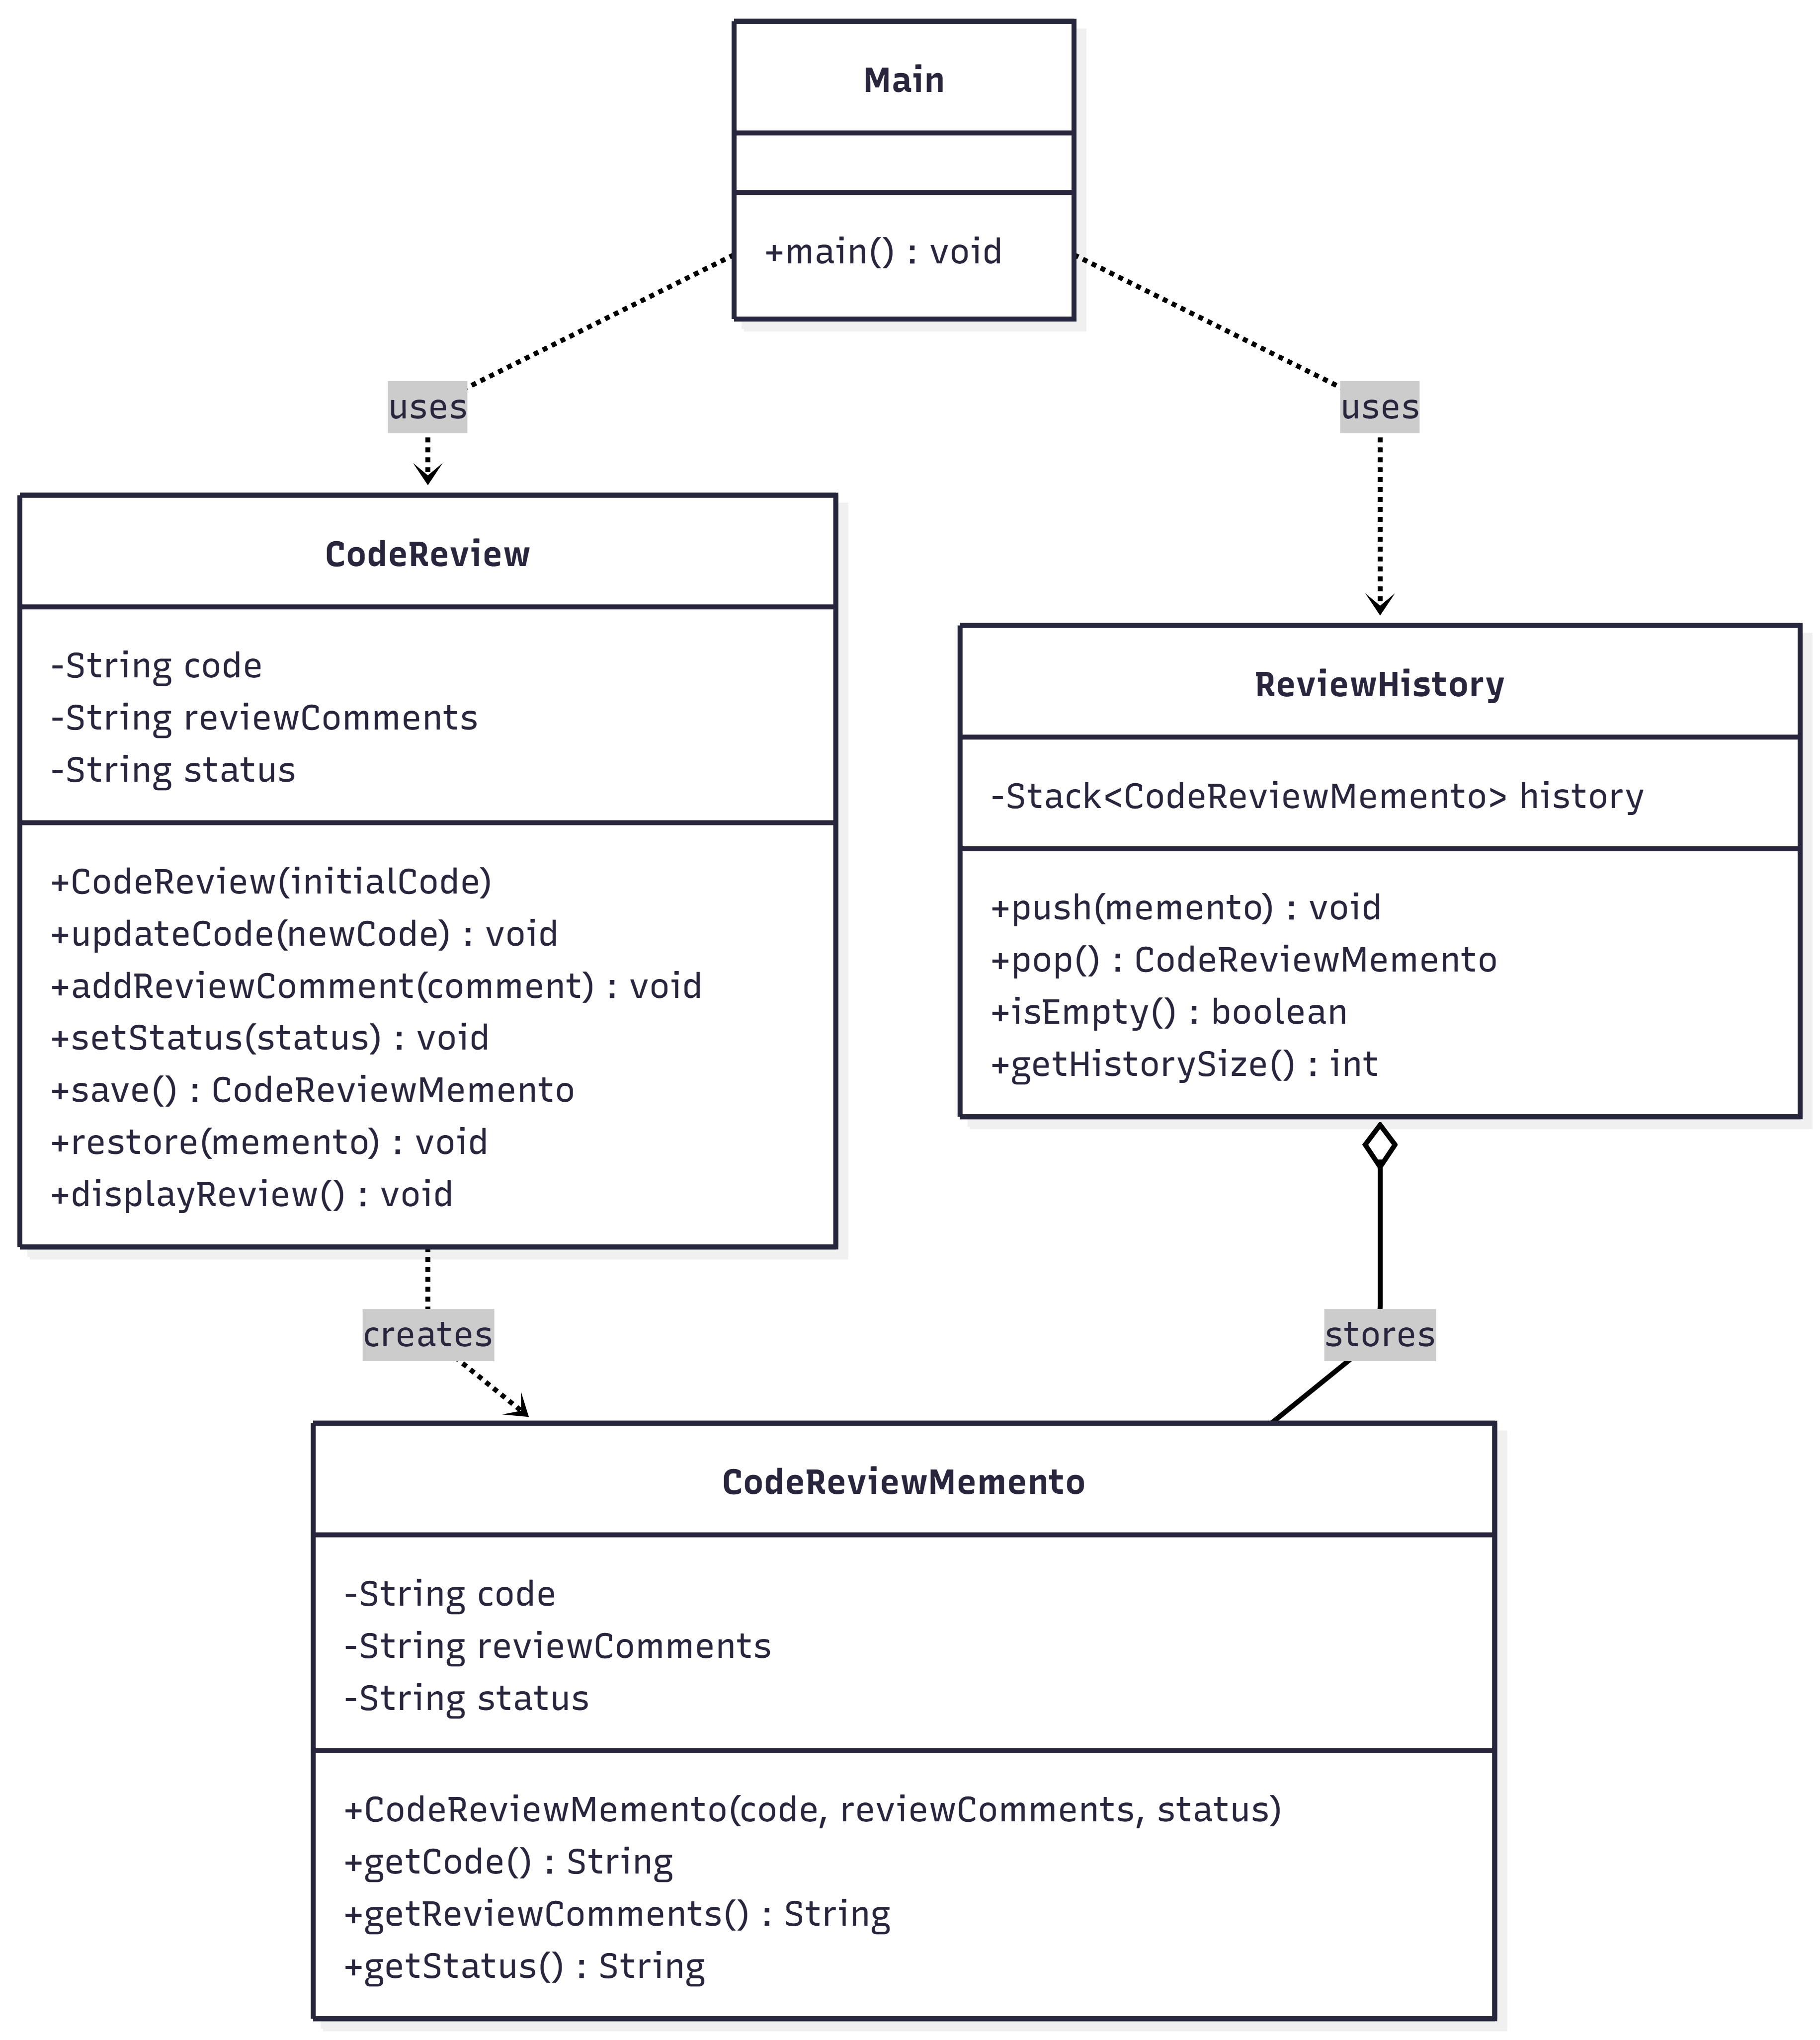 Main
+main() : void
uses
uses
CodeReview
-String code
-String reviewComments
-String status
+CodeReview(initialCode)
+updateCode(newCode) : void
+addReviewComment(comment) : void
+setStatus(status) : void
+save() : CodeReviewMemento
+restore(memento) : void
+displayReview() : void
ReviewHistory
-Stack<CodeReviewMemento> history
+push(memento) : void
+pop() : CodeReviewMemento
+isEmpty() : boolean
+getHistorySize() : int
creates
stores
CodeReviewMemento
-String code
-String reviewComments
-String status
+CodeReviewMemento(code, reviewComments, status)
+getCode() : String
+getReviewComments() : String
+getStatus() : String